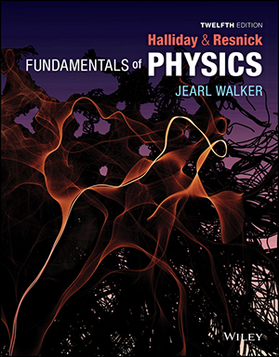 TWELFTH EDITION
Halliday & Resnick
FUNDAMENTALS of PHYSICS
JEARL WALKER
WILEY